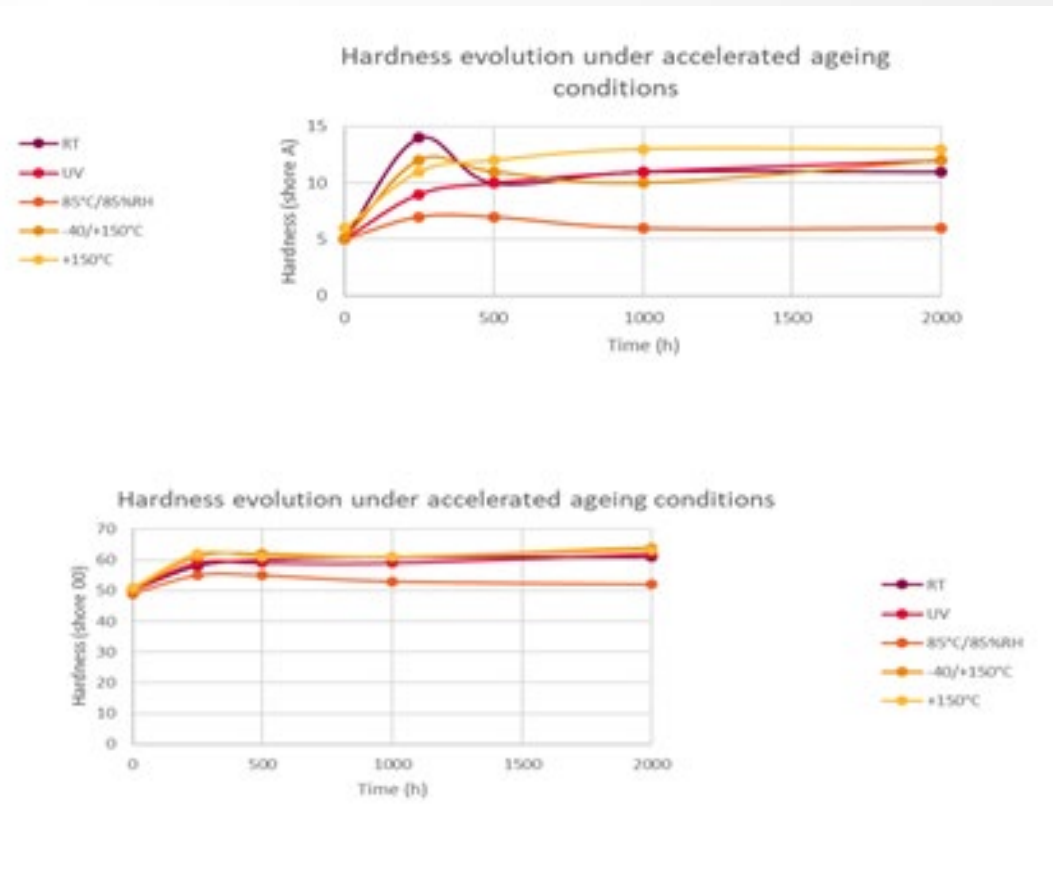 Hardness evolution under accelerated ageing
conditions
RT
UV
85°C/85%RH
-40/+150°C
+150°C
Hardness (shore A)
15
10
5
0
0 500 1000 1500 2000
Time (h)
Hardness evolution under accelerated ageing conditions
Hardness (shore 00)
70
60
50
40
30
20
10
0
0 500 1000 1500 2000
Time (h)
RT
UV
85°C/85%RH
-40/+150°C
+150°C